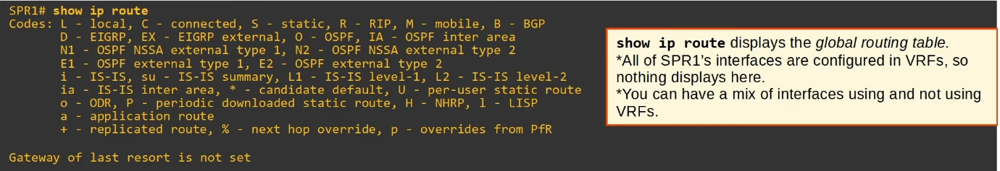 SPR1# show ip route
Codes: L - local, C - connected, S - static, R - RIP, M - mobile, B - BGP
D - EIGRP, EX - EIGRP external, O - OSPF, IA - OSPF inter area
N1 - OSPF NSSA external type 1, N2 - OSPF NSSA external type 2
E1 - OSPF external type 1, E2 - OSPF external type 2
i - IS-IS, su - IS-IS summary, L1 - IS-IS level-1, L2 - IS-IS level-2
ia - IS-IS inter area, * - candidate default, U - per-user static route
o - ODR, P - periodic downloaded static route, H - NHRP, l - LISP
a - application route
+ - replicated route, % - next hop override, p - overrides from PfR
Gateway of last resort is not set
show ip route displays the global routing table.
*All of SPR1's interfaces are configured in VRFs, so
nothing displays here.
*You can have a mix of interfaces using and not using
VRFs.